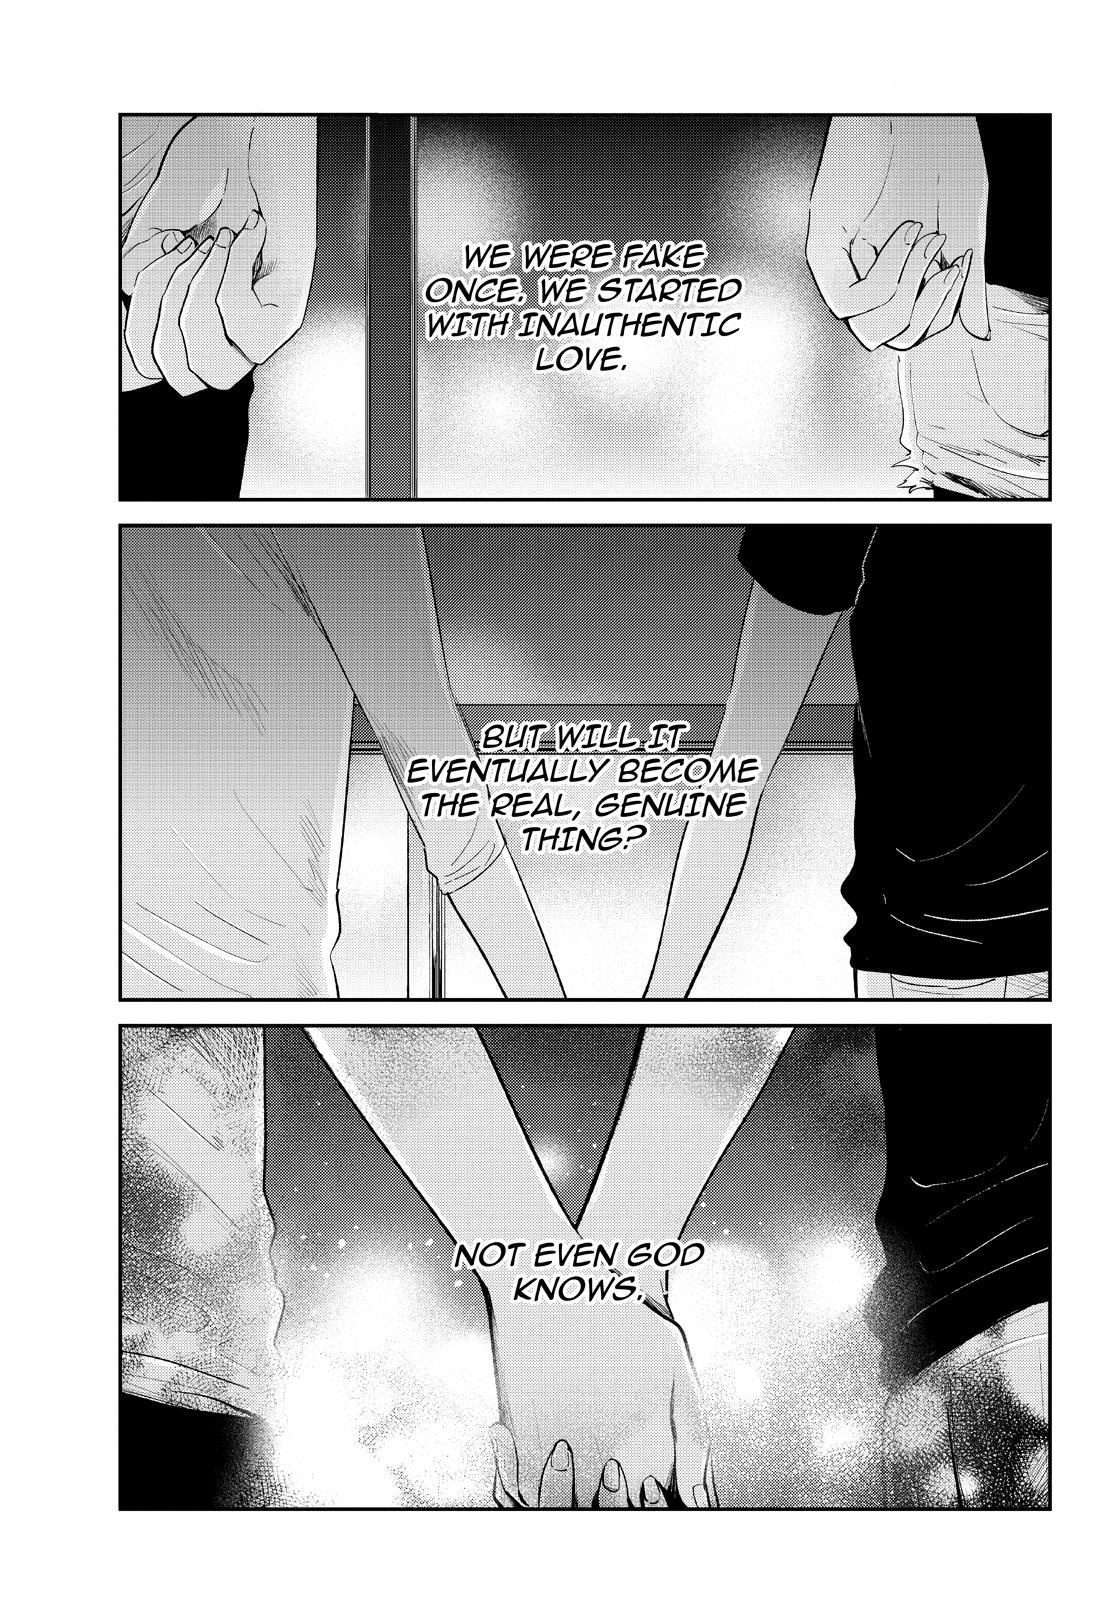 WE WERE FAKE
ONCE. WE STARTED
WITH INAUTHENTIC
LOVE.
BUT WILL IT
EVENTUALLY BECOME
THE REAL, GENUINE
THING?
NOT EVEN GOD
KNOWS.